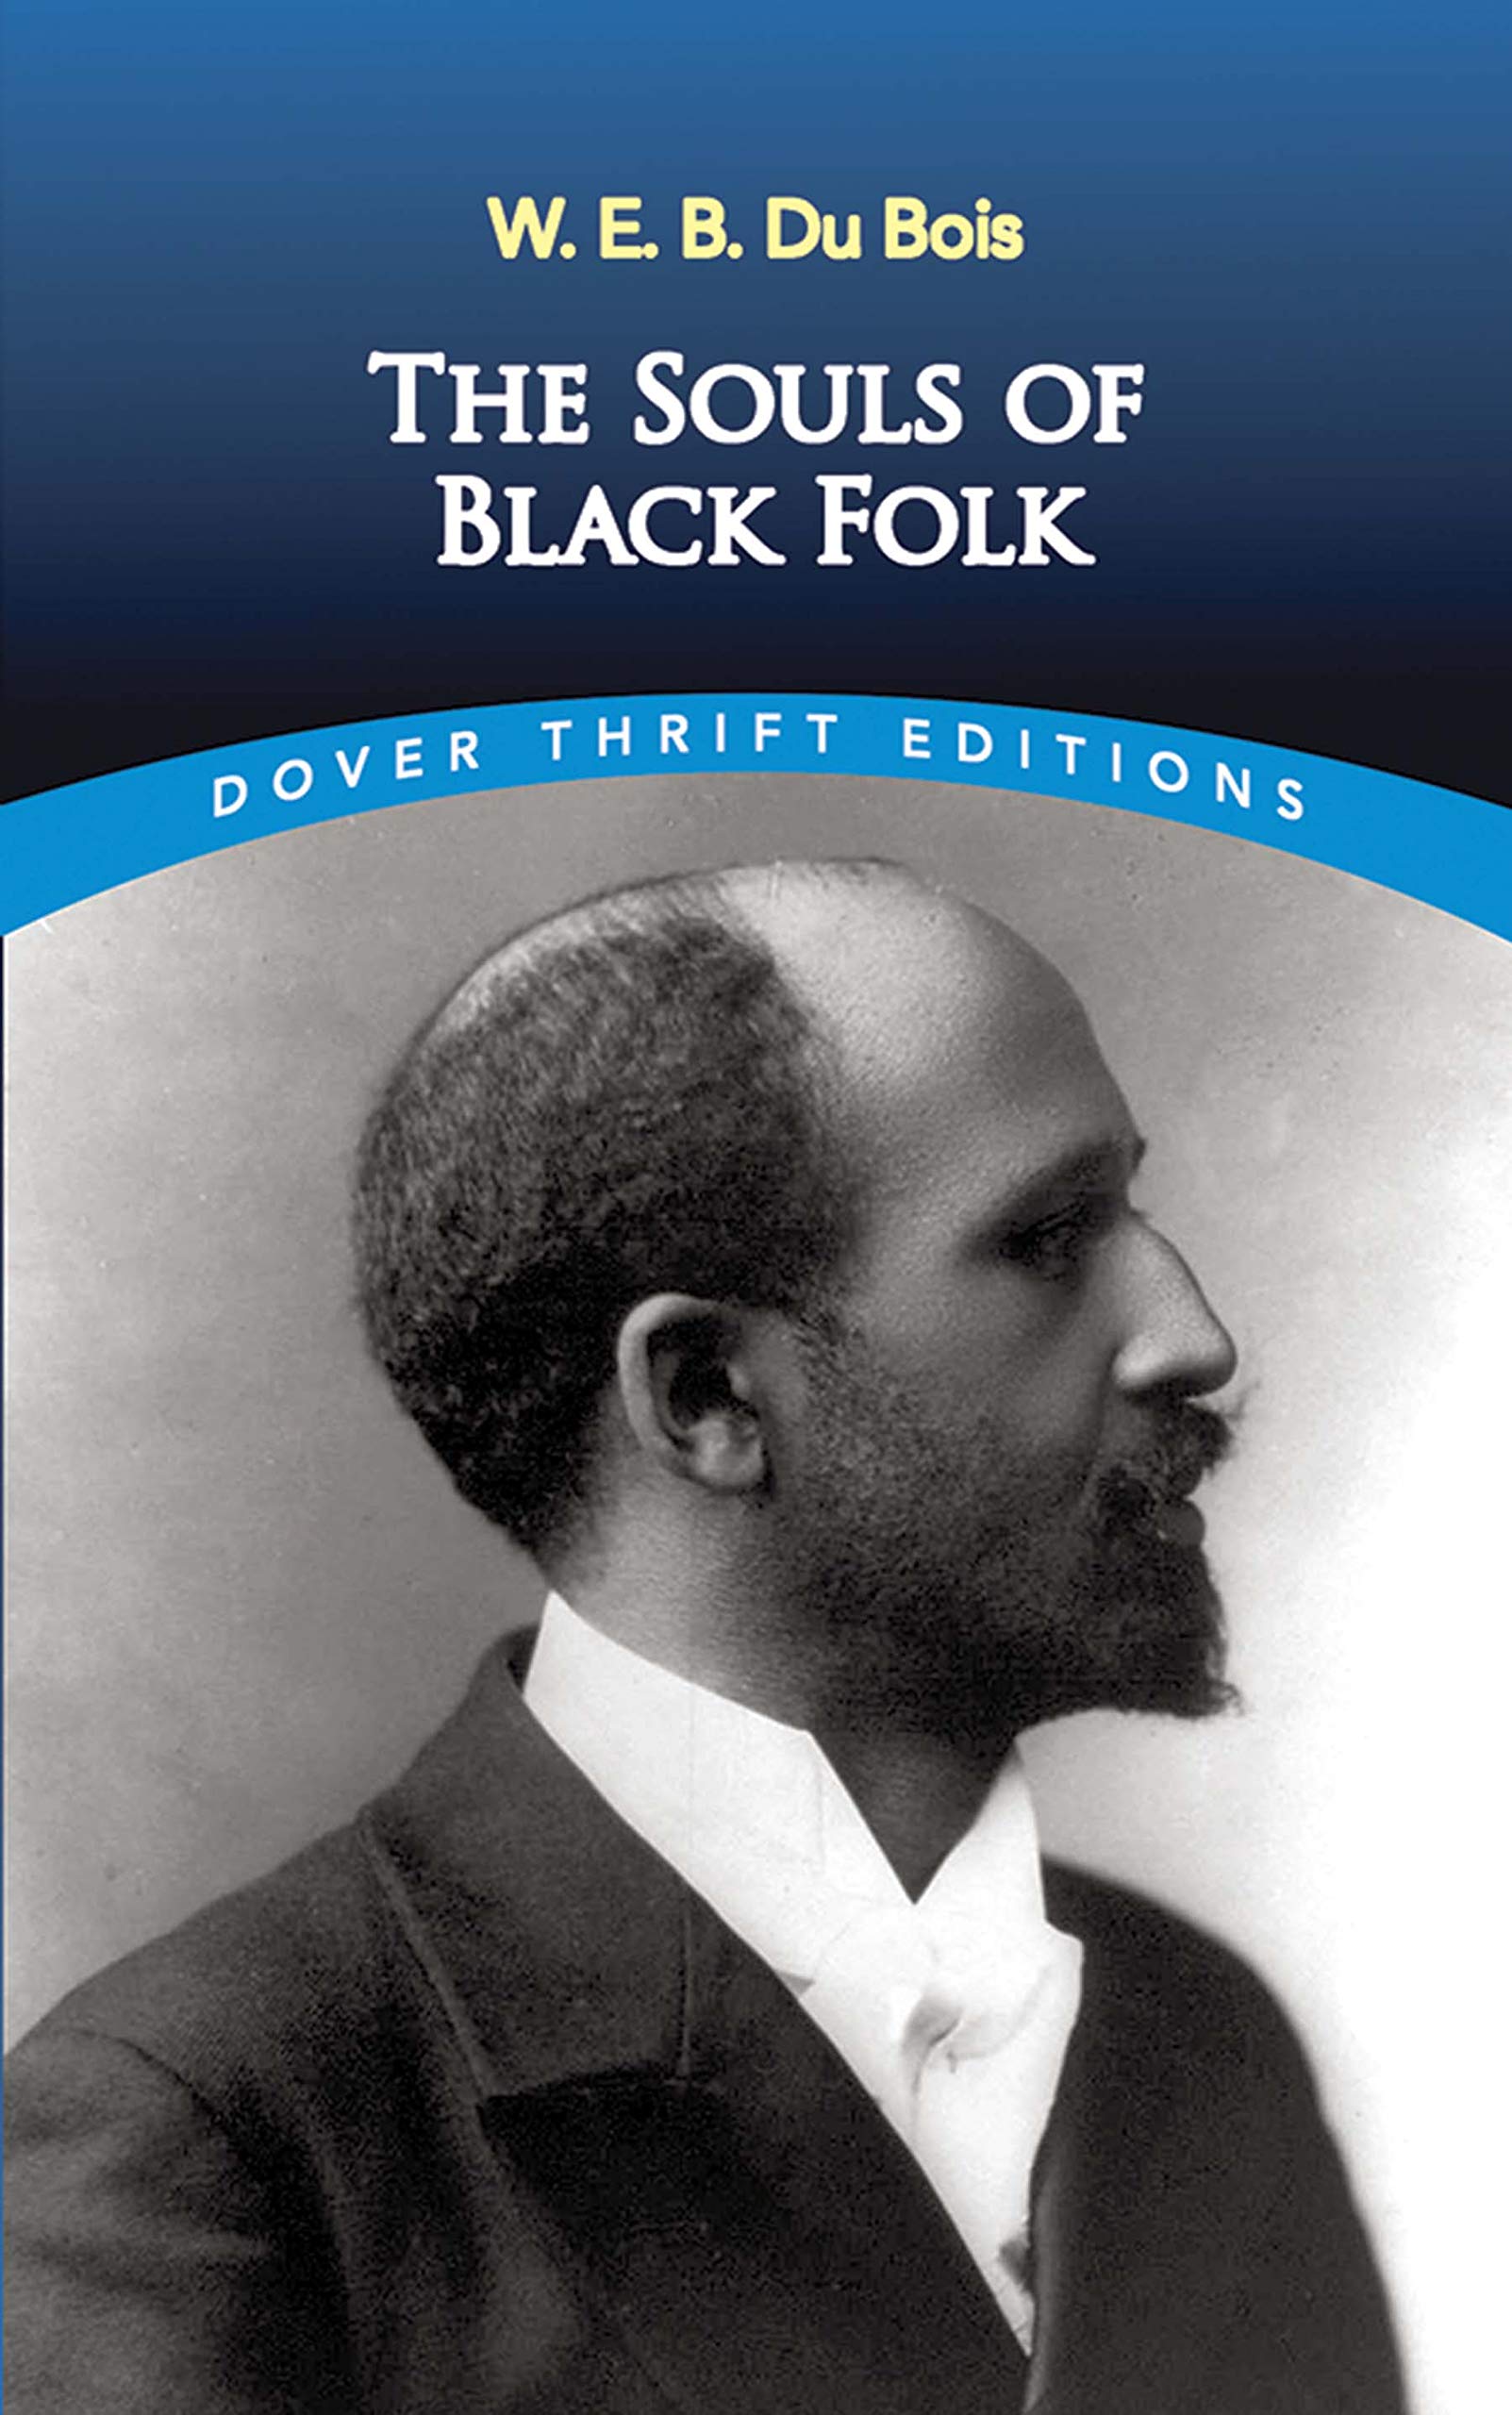 W. E. B. Du Bois
THE SOULS OF
BLACK FOLK
DOVER THRIFT EDITIONS